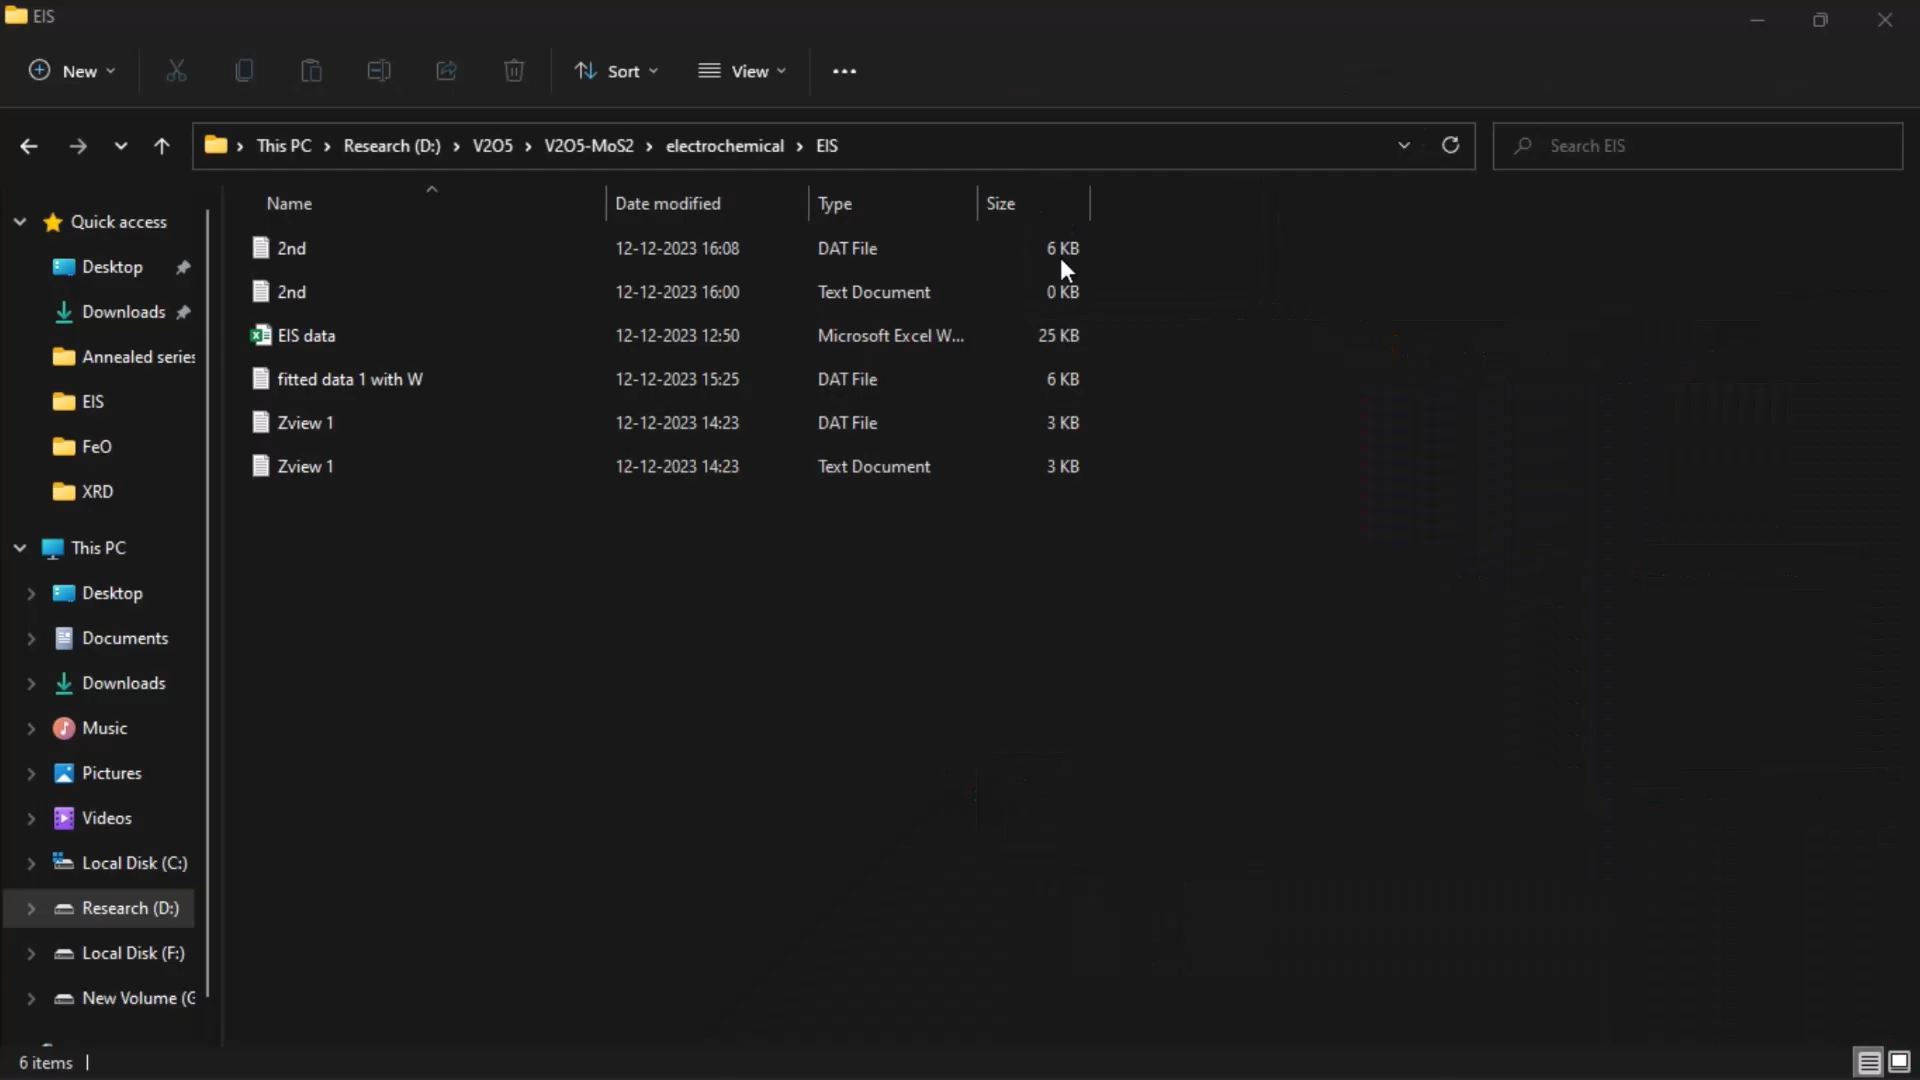 EIS
New
Sort
View
This PC › Research (D:) › V2O5 › V2O5-MoS2 › electrochemical › EIS
Search EIS
Name Date modified Type Size
2nd 12-12-2023 16:08 DAT File 6 KB
2nd 12-12-2023 16:00 Text Document 0 KB
EIS data 12-12-2023 12:50 Microsoft Excel W... 25 KB
fitted data 1 with W 12-12-2023 15:25 DAT File 6 KB
Zview 1 12-12-2023 14:23 DAT File 3 KB
Zview 1 12-12-2023 14:23 Text Document 3 KB
Quick access
Desktop
Downloads
Annealed series
EIS
FeO
XRD
This PC
Desktop
Documents
Downloads
Music
Pictures
Videos
Local Disk (C:)
Research (D:)
Local Disk (F:)
New Volume (G
6 items